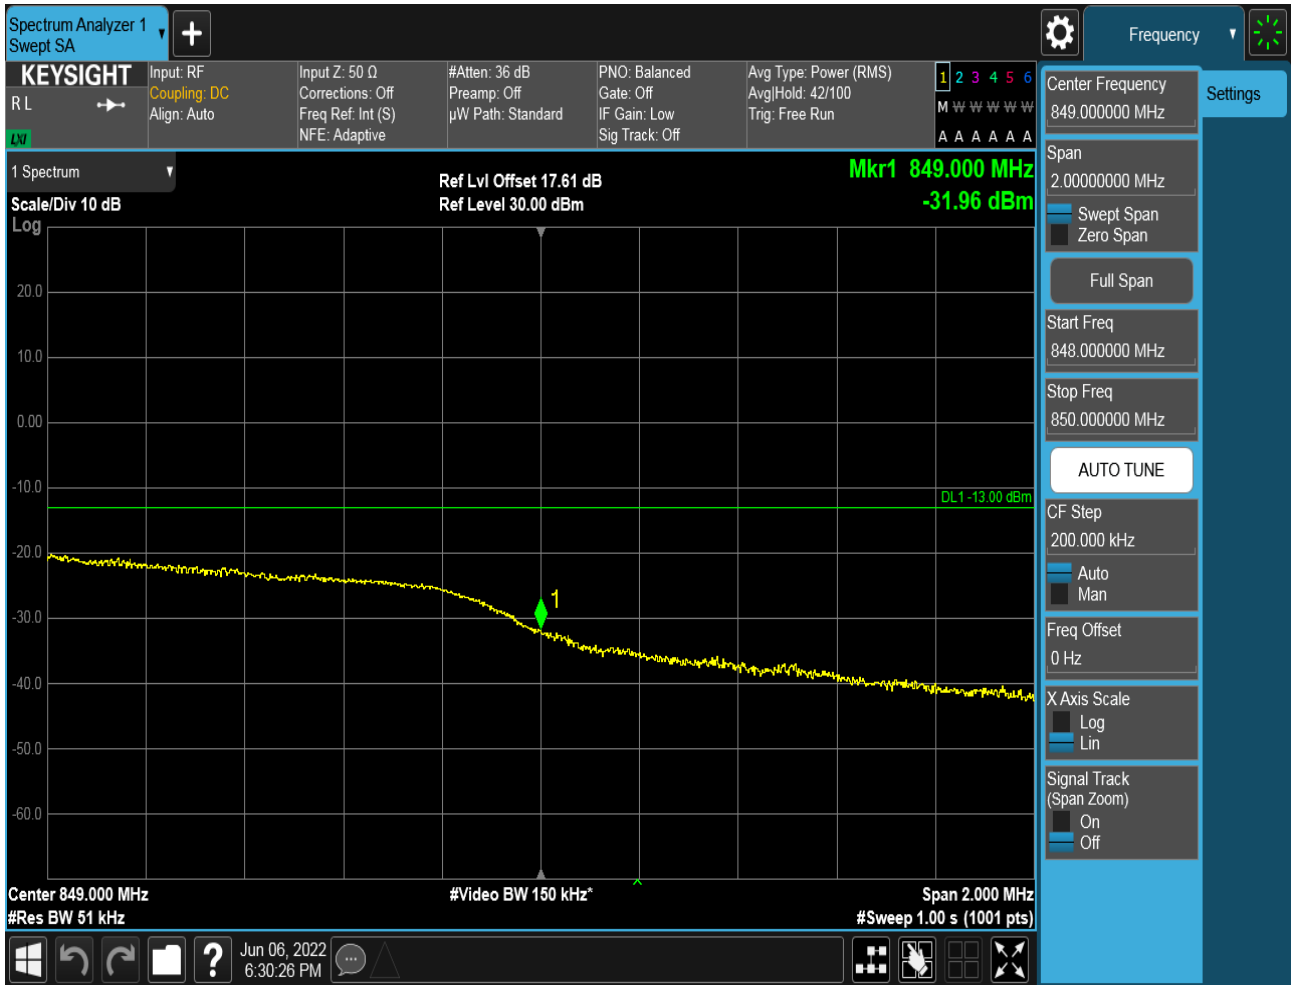 Spectrum Analyzer 1
Swept SA
Frequency
KEYSIGHT
R L
LXI
Input: RF
Coupling: DC
Align: Auto
Input Z: 50 Ω
Corrections: Off
Freq Ref: Int (S)
NFE: Adaptive
#Atten: 36 dB
Preamp: Off
µW Path: Standard
PNO: Balanced
Gate: Off
IF Gain: Low
Sig Track: Off
Avg Type: Power (RMS)
Avg|Hold: 42/100
Trig: Free Run
1 2 3 4 5 6
M W W W W W
A A A A A A
1 Spectrum
Scale/Div 10 dB
Log
Ref Lvl Offset 17.61 dB
Ref Level 30.00 dBm
Mkr1 849.000 MHz
-31.96 dBm
20.0
10.0
0.00
-10.0
-20.0
-30.0
-40.0
-50.0
-60.0
DL1 -13.00 dBm
1
Center 849.000 MHz
#Res BW 51 kHz
#Video BW 150 kHz*
Span 2.000 MHz
#Sweep 1.00 s (1001 pts)
Center Frequency
849.000000 MHz
Span
2.00000000 MHz
Swept Span
Zero Span
Full Span
Start Freq
848.000000 MHz
Stop Freq
850.000000 MHz
AUTO TUNE
CF Step
200.000 kHz
Auto
Man
Freq Offset
0 Hz
X Axis Scale
Log
Lin
Signal Track
(Span Zoom)
On
Off
Settings
?
Jun 06, 2022
6:30:26 PM